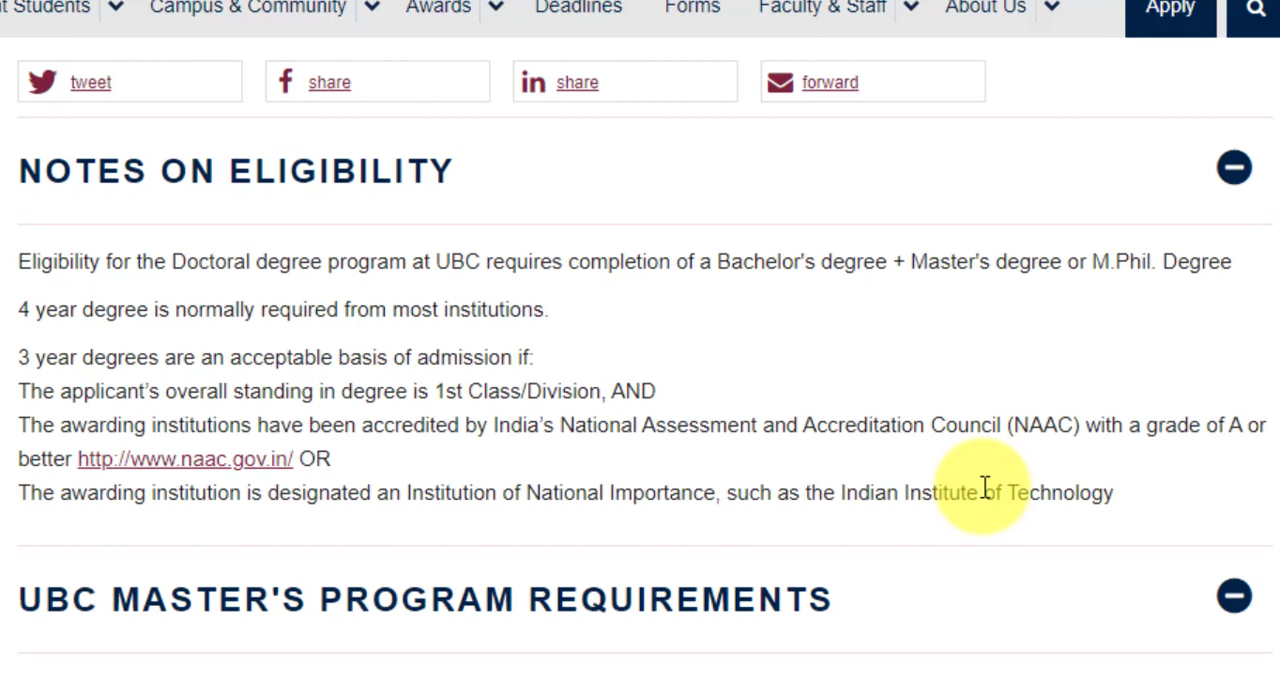 t Students Campus & Community Awards Deadlines Forms Faculty & Staff About Us Apply
tweet share share forward
NOTES ON ELIGIBILITY
Eligibility for the Doctoral degree program at UBC requires completion of a Bachelor's degree + Master's degree or M.Phil. Degree
4 year degree is normally required from most institutions.
3 year degrees are an acceptable basis of admission if:
The applicant’s overall standing in degree is 1st Class/Division, AND
The awarding institutions have been accredited by India’s National Assessment and Accreditation Council (NAAC) with a grade of A or
better http://www.naac.gov.in/ OR
The awarding institution is designated an Institution of National Importance, such as the Indian Institute of Technology
UBC MASTER'S PROGRAM REQUIREMENTS